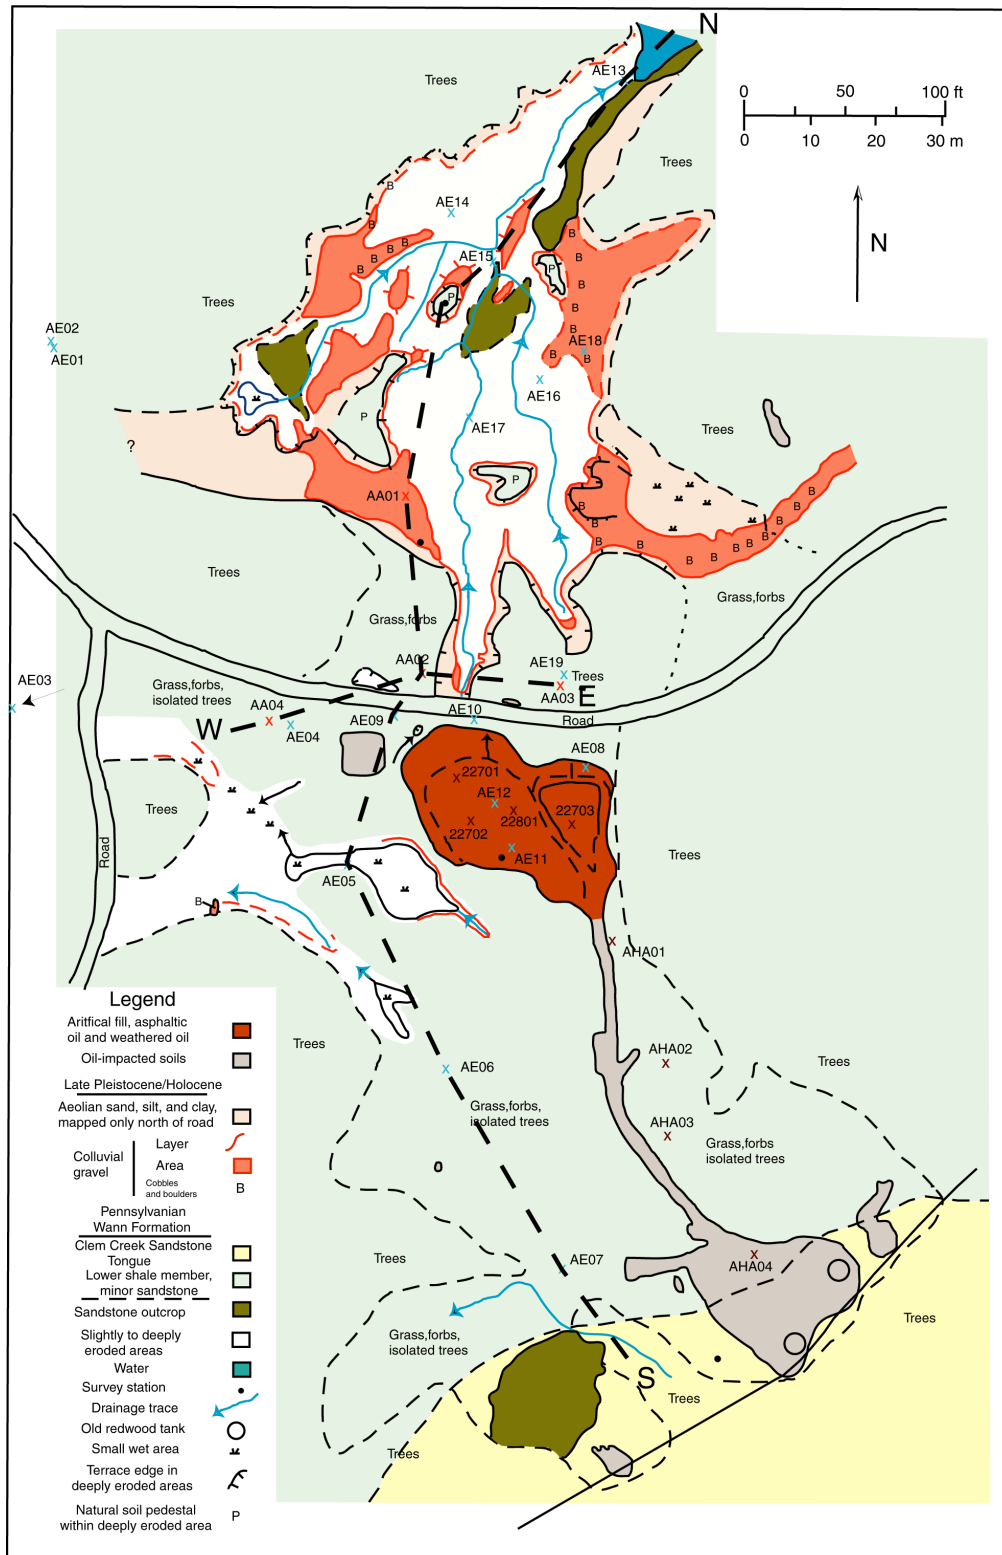 N
AE13
Trees
0 50 100 ft
0 10 20 30 m
Trees
B
AE14
B
B
B
B
B
B
B
B
AE15
P
B
N
Trees
P
B
B
AE02
AE01
B
AE18
B
B
AE16
P
AE17
Trees
?
P
B
AA01
B
B
B
B
B
B
B
B
B
B
B
B
Trees
Grass,forbs
Grass,forbs
AA02
AE19
Trees
AE03
Grass,forbs,
isolated trees
AA03
E
AA04
W
AE04
AE09
AE10
Road
AE08
22701
AE12
22801
22703
22702
Trees
Road
AE11
Trees
AE05
B
AHA01
Legend
Aritfical fill, asphaltic
oil and weathered oil
Oil-impacted soils
Late Pleistocene/Holocene
Aeolian sand, silt, and clay,
mapped only north of road
Colluvial
gravel
Layer
Area
Cobbles
and boulders
B
Pennsylvanian
Wann Formation
Clem Creek Sandstone
Tongue
Lower shale member,
minor sandstone
Sandstone outcrop
Slightly to deeply
eroded areas
Water
Survey station
Drainage trace
Old redwood tank
Small wet area
Terrace edge in
deeply eroded areas
Natural soil pedestal
within deeply eroded area
P
Trees
AHA02
Trees
AE06
Grass,forbs,
isolated trees
AHA03
Grass,forbs
isolated trees
Trees
AE07
AHA04
Grass,forbs,
isolated trees
Trees
S
Trees
Trees